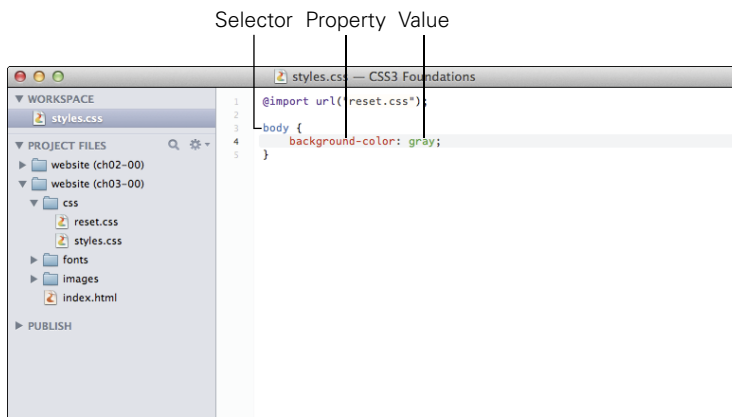 Selector Property Value
styles.css — CSS3 Foundations
WORKSPACE
styles.css
PROJECT FILES
website (ch02-00)
website (ch03-00)
css
reset.css
styles.css
fonts
images
index.html
PUBLISH
1 @import url("reset.css");
2
3 body {
4 background-color: gray;
5 }